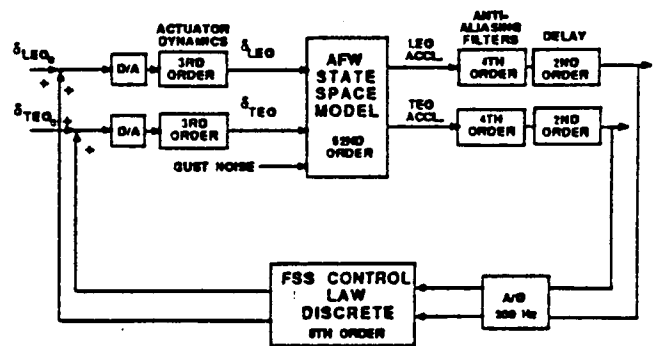 ACTUATOR
DYNAMICS
ANTI-
ALIASING
FILTERS
DELAY
δLEO
D/A
3RD
ORDER
δLEO
AFW
STATE
SPACE
MODEL
ORDER
LEO
ACCL.
4TH
ORDER
2ND
ORDER
δTEO
D/A
3RD
ORDER
δTEO
TEO
ACCL.
4TH
ORDER
2ND
ORDER
GUST NOISE
FSS CONTROL
LAW
DISCRETE
ORDER
A/D
200 Hz